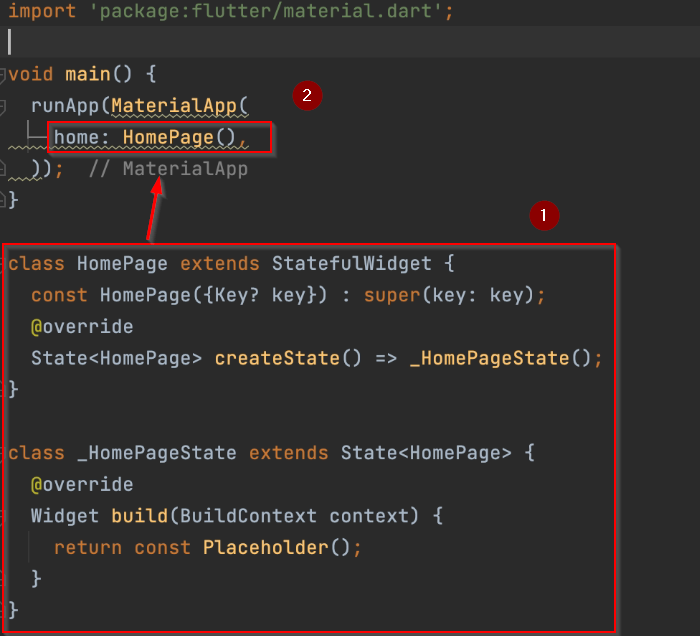 import 'package:flutter/material.dart';
void main() {
2
runApp(MaterialApp(
home: HomePage(),
)); // MaterialApp
}
1
class HomePage extends StatefulWidget {
const HomePage({Key? key}) : super(key: key);
@override
State<HomePage> createState() => _HomePageState();
}
class _HomePageState extends State<HomePage> {
@override
Widget build(BuildContext context) {
return const Placeholder();
}
}